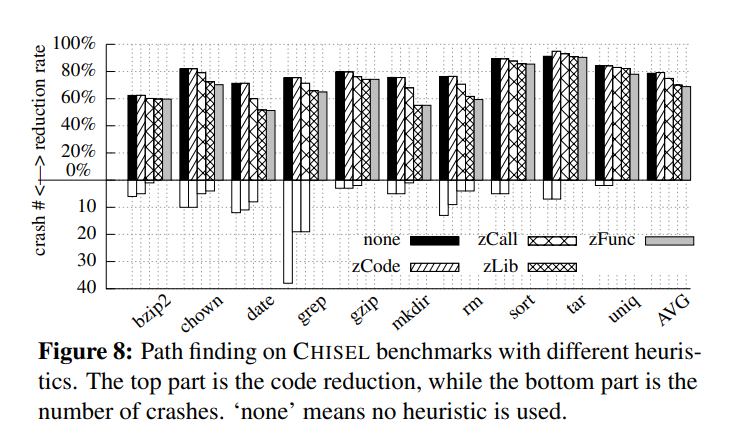 100%
80%
60%
40%
20%
0%
10
20
30
40
crash # <—> reduction rate
none zCall zFunc
zCode zLib
bzip2 chown date grep gzip mkdir rm sort tar uniq AVG
Figure 8: Path finding on CHISEL benchmarks with different heuris-
tics. The top part is the code reduction, while the bottom part is the
number of crashes. ‘none’ means no heuristic is used.